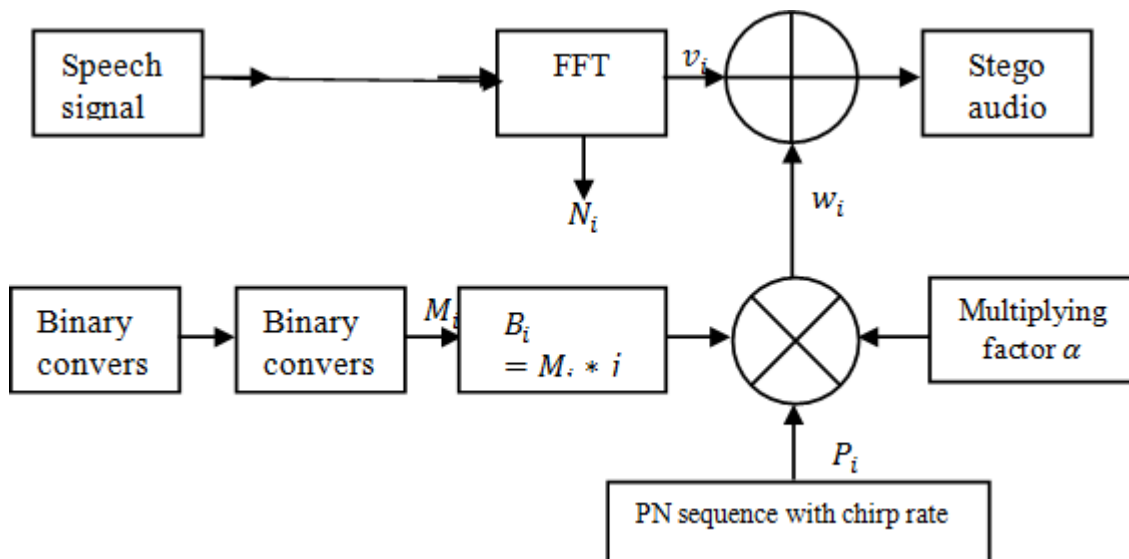 Speech
signal
FFT
v_i
Stego
audio
N_i
w_i
Binary
convers
Binary
convers
M_i
B_i
= M_i * j
Multiplying
factor α
P_i
PN sequence with chirp rate